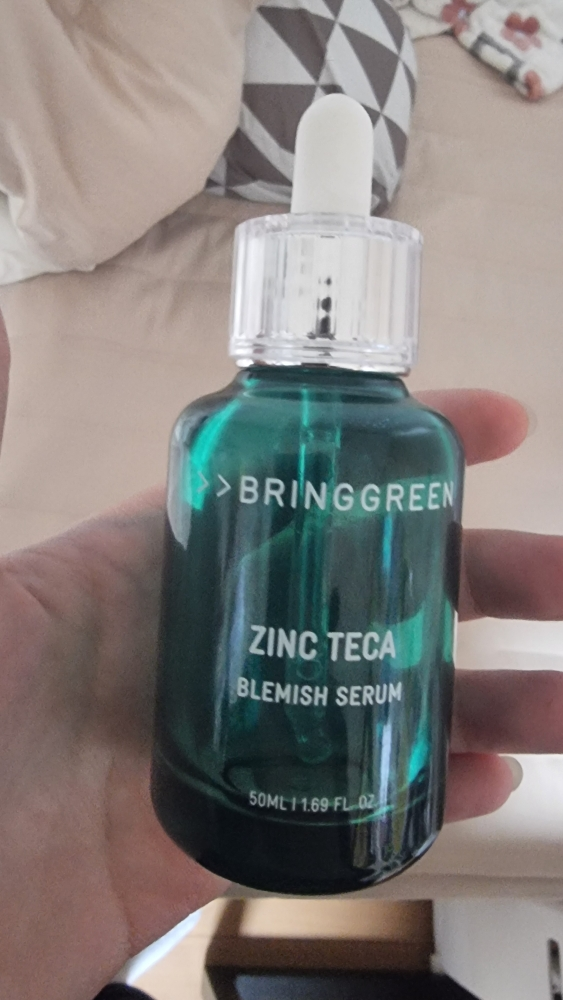 >>BRINGGREEN
ZINC TECA
BLEMISH SERUM
50ML | 1.69 FL. OZ.